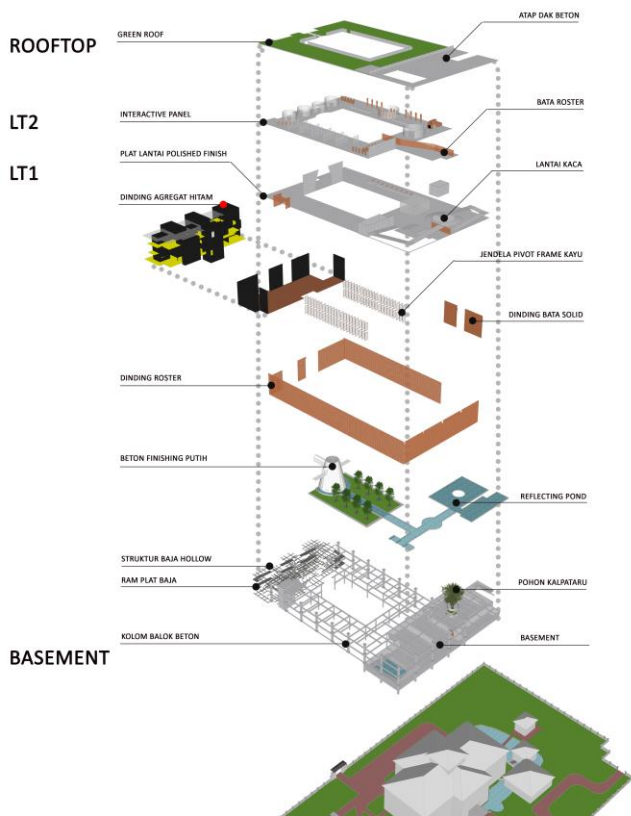 ATAP DAK BETON
ROOFTOP
GREEN ROOF
LT2
INTERACTIVE PANEL
BATA ROSTER
PLAT LANTAI POLISHED FINISH
LT1
LANTAI KACA
DINDING AGREGAT HITAM
JENDELA PIVOT FRAME KAYU
DINDING BATA SOLID
DINDING ROSTER
BETON FINISHING PUTIH
REFLECTING POND
STRUKTUR BAJA HOLLOW
RAM PLAT BAJA
POHON KALPATARU
KOLOM BALOK BETON
BASEMENT
BASEMENT